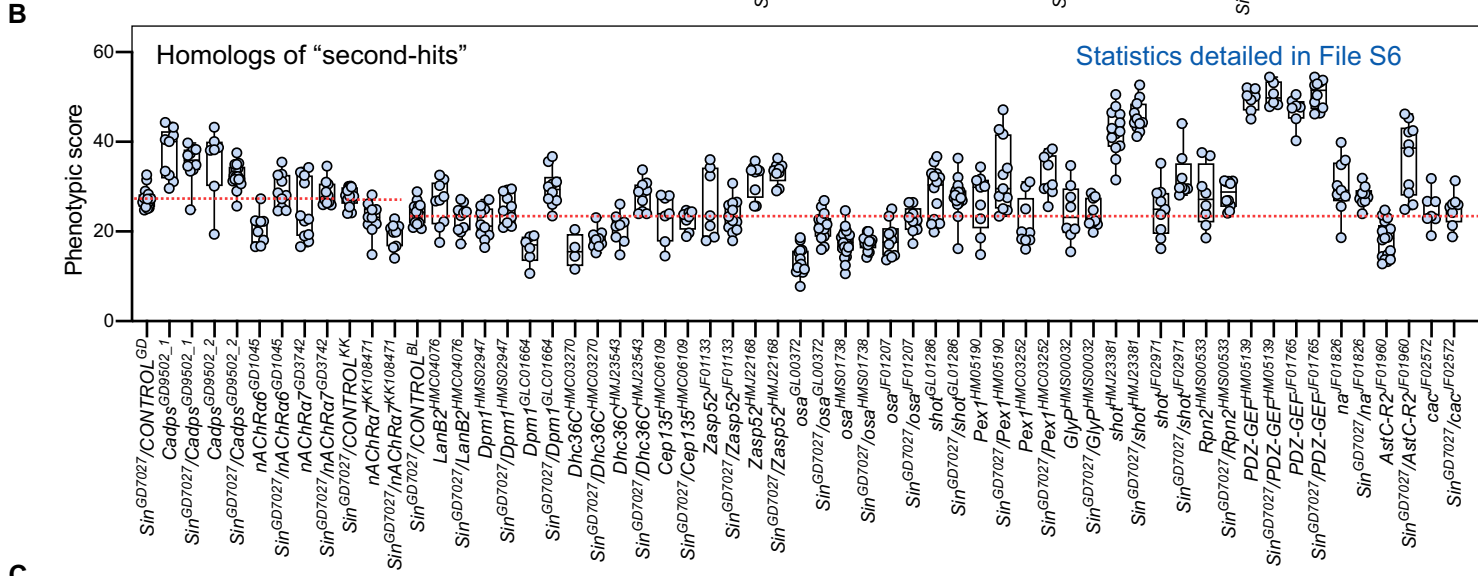 B
Homologs of “second-hits”
Statistics detailed in File S6
Phenotypic score
60
40
20
0
Sin^GD7027/CONTROL^GD
Cadps^GD9502_1
Sin^GD7027/Cadps^GD9502_1
Cadps^GD9502_2
Sin^GD7027/Cadps^GD9502_2
nAChRα6^GD1045
Sin^GD7027/nAChRα6^GD1045
nAChRα7^GD3742
Sin^GD7027/nAChRα7^GD3742
Sin^GD7027/CONTROL^KK
nAChRα7^KK108471
Sin^GD7027/nAChRα7^KK108471
Sin^GD7027/CONTROL^BL
LanB2^HMC04076
Sin^GD7027/LanB2^HMC04076
Dpm1^HMS02947
Sin^GD7027/Dpm1^HMS02947
Dpm1^GLC01664
Sin^GD7027/Dpm1^GLC01664
Dhc36C^HMC03270
Sin^GD7027/Dhc36C^HMC03270
Dhc36C^HMJ23543
Sin^GD7027/Dhc36C^HMJ23543
Cep135^HMC06109
Sin^GD7027/Cep135^HMC06109
Zasp52^JF01133
Sin^GD7027/Zasp52^JF01133
Zasp52^HMJ22168
Sin^GD7027/Zasp52^HMJ22168
osa^GL00372
Sin^GD7027/osa^GL00372
osa^HMS01738
Sin^GD7027/osa^HMS01738
osa^JF01207
Sin^GD7027/osa^JF01207
shot^GL01286
Sin^GD7027/shot^GL01286
Pex1^HM05190
Sin^GD7027/Pex1^HM05190
Pex1^HMC03252
Sin^GD7027/Pex1^HMC03252
GlyP^HMS00032
Sin^GD7027/GlyP^HMS00032
shot^HMJ23381
Sin^GD7027/shot^HMJ23381
shot^JF02971
Sin^GD7027/shot^JF02971
Rpn2^HMS00533
Sin^GD7027/Rpn2^HMS00533
PDZ-GEF^HM05139
Sin^GD7027/PDZ-GEF^HM05139
PDZ-GEF^JF01765
Sin^GD7027/PDZ-GEF^JF01765
na^JF01826
Sin^GD7027/na^JF01826
AstC-R2^JF01960
Sin^GD7027/AstC-R2^JF01960
cac^JF02572
Sin^GD7027/cac^JF02572